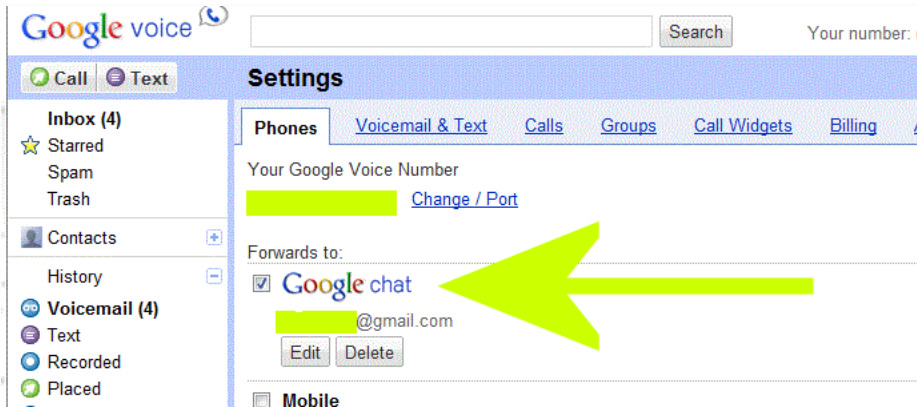 Google voice
Search
Your number:
Call
Text
Settings
Inbox (4)
Starred
Spam
Trash
Contacts
History
Voicemail (4)
Text
Recorded
Placed
Phones
Voicemail & Text
Calls
Groups
Call Widgets
Billing
Your Google Voice Number
Change / Port
Forwards to:
Google chat
@gmail.com
Edit
Delete
Mobile